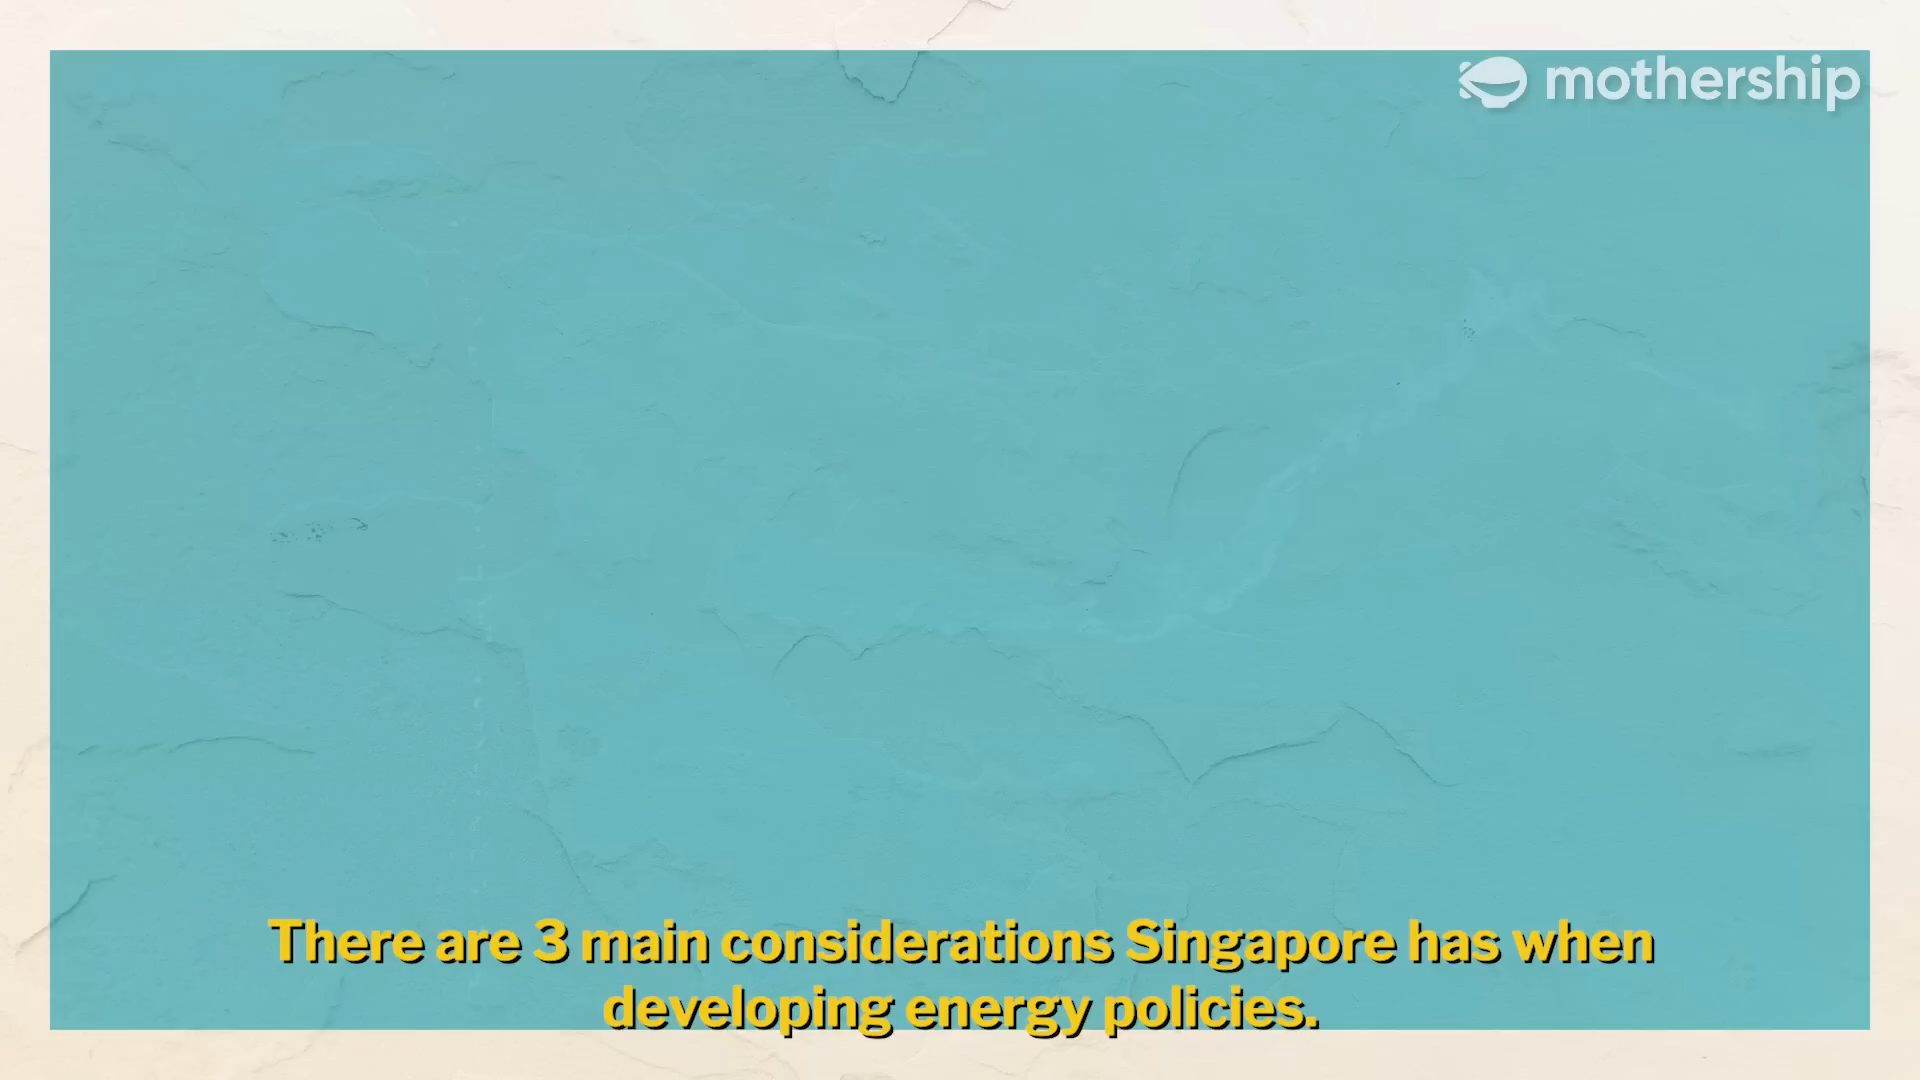 mothership
There are 3 main considerations Singapore has when
developing energy policies.